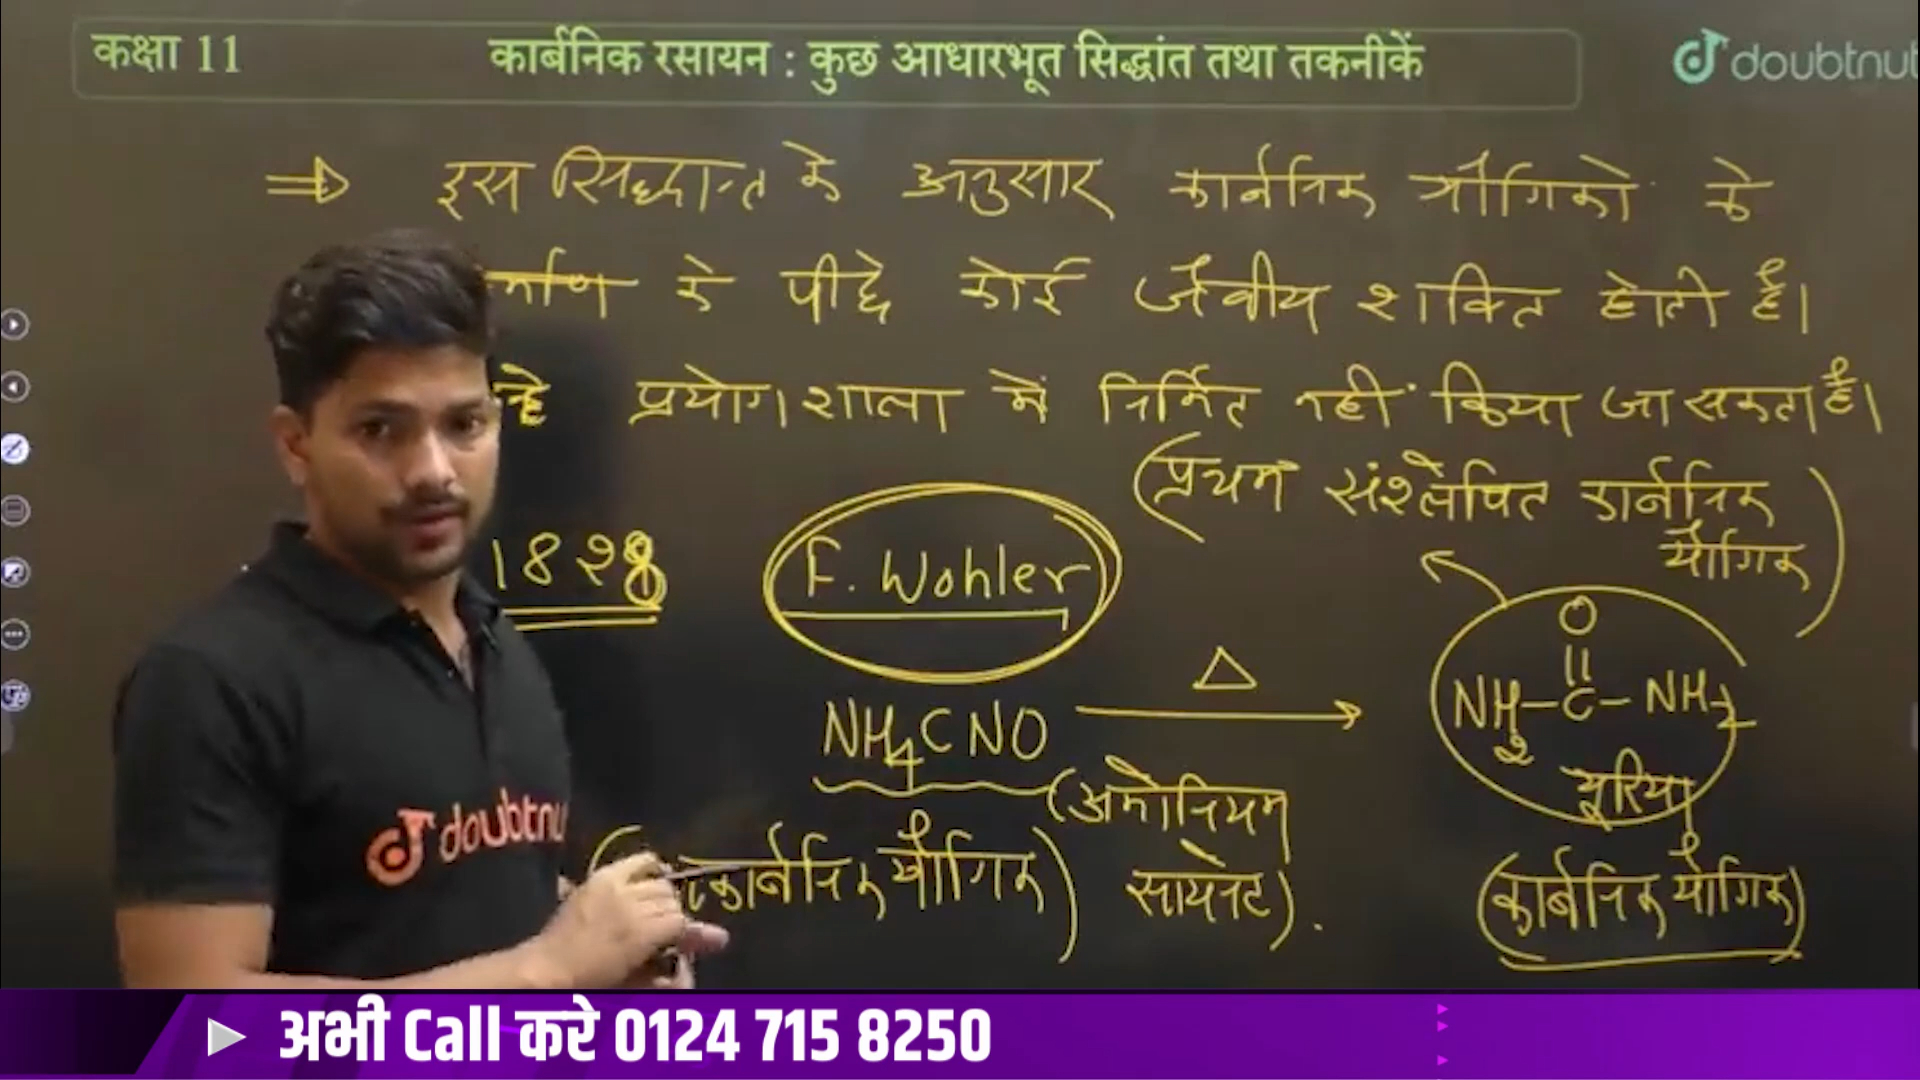 कक्षा 11
कार्बनिक रसायन : कुछ आधारभूत सिद्धांत तथा तकनीकें
doubtnut
⇒ इस सिद्धान्त के अनुसार कार्बनिक यौगिको के
र्माण के पीछे कोई जैवीय शक्ति होती है।
न्हे प्रयोगशाला में निर्मित नहीं किया जा सकता है।
(प्रथम संश्लेषित कार्बनिक
यौगिक)
1828
F. Wohler
O
||
NH4CNO
Δ
NH2-C-NH2
यूरिया
(अमोनियम
सायनेट).
कार्बनिक यौगिक)
(कार्बनिक यौगिक)
doubtnu
अभी Call करे 0124 715 8250